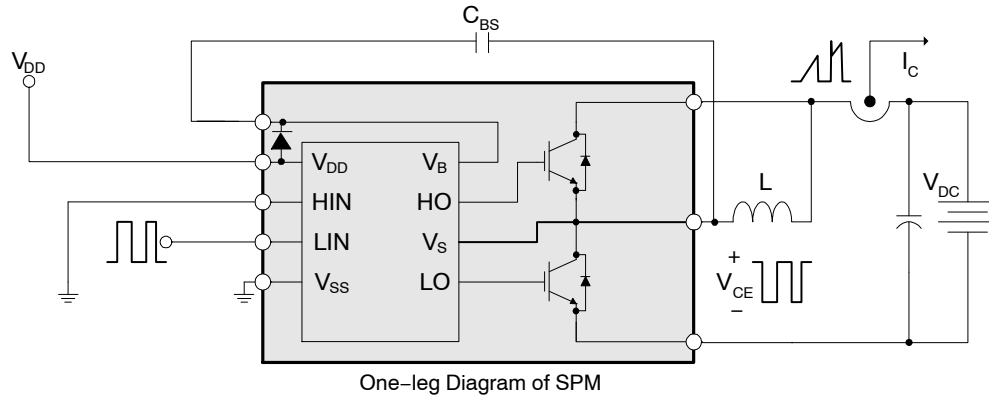 C_BS
V_DD
I_C
V_DD V_B
HIN HO
LIN V_S
V_SS LO
L
V_DC
+
V_CE
−
One−leg Diagram of SPM